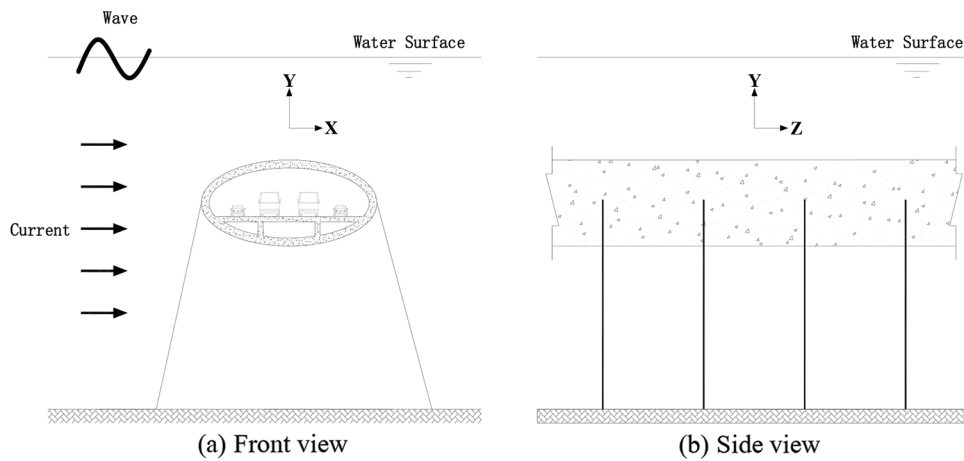 Wave
Water Surface
Y
X
Current
(a) Front view
Water Surface
Y
Z
(b) Side view